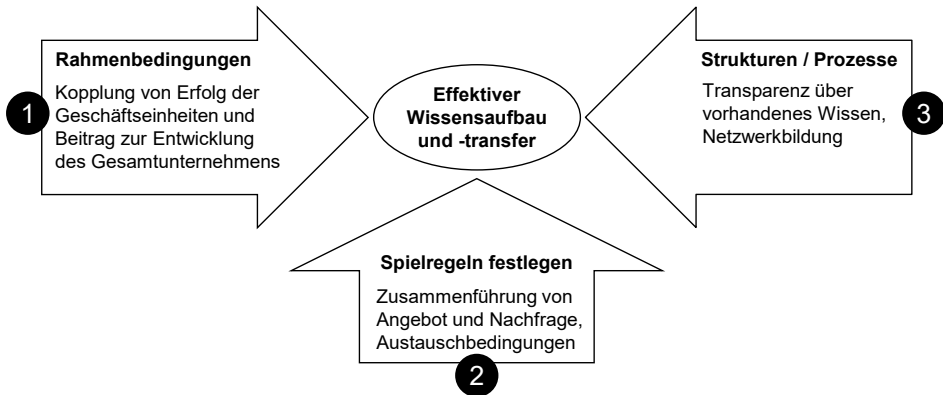 1
Rahmenbedingungen
Kopplung von Erfolg der
Geschäftseinheiten und
Beitrag zur Entwicklung
des Gesamtunternehmens
Effektiver
Wissensaufbau
und -transfer
Strukturen / Prozesse
Transparenz über
vorhandenes Wissen,
Netzwerkbildung
3
Spielregeln festlegen
Zusammenführung von
Angebot und Nachfrage,
Austauschbedingungen
2